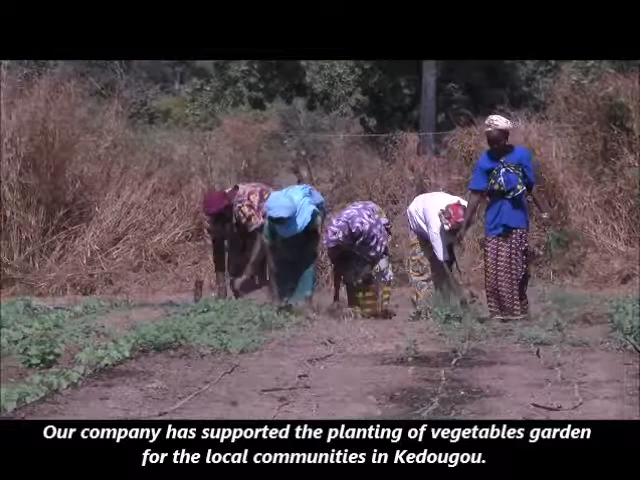 Our company has supported the planting of vegetables garden
for the local communities in Kedougou.